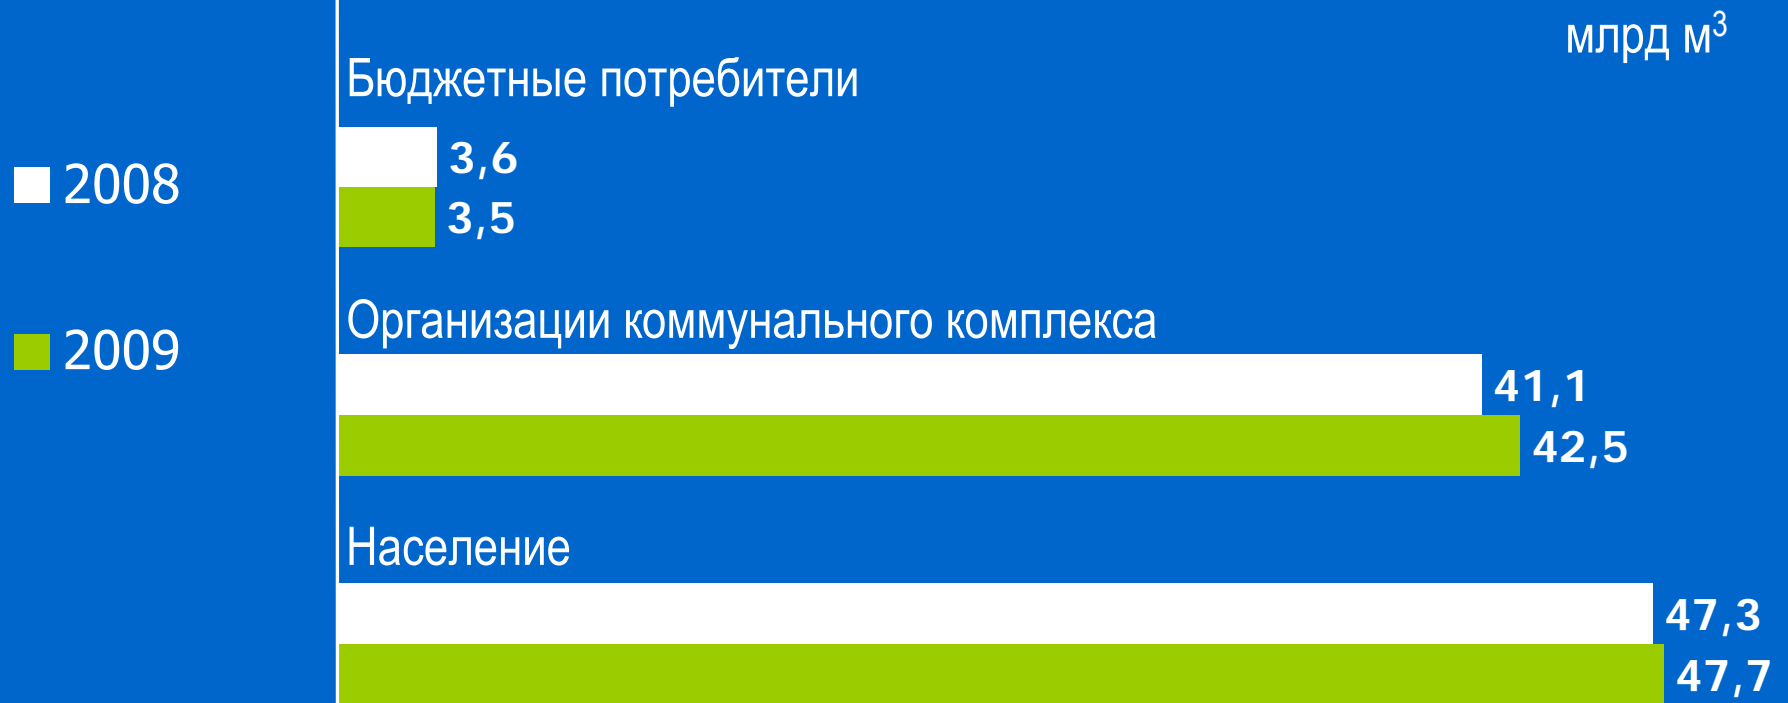 млрд м³
Бюджетные потребители
3,6
3,5
2008
2009
Организации коммунального комплекса
41,1
42,5
Население
47,3
47,7